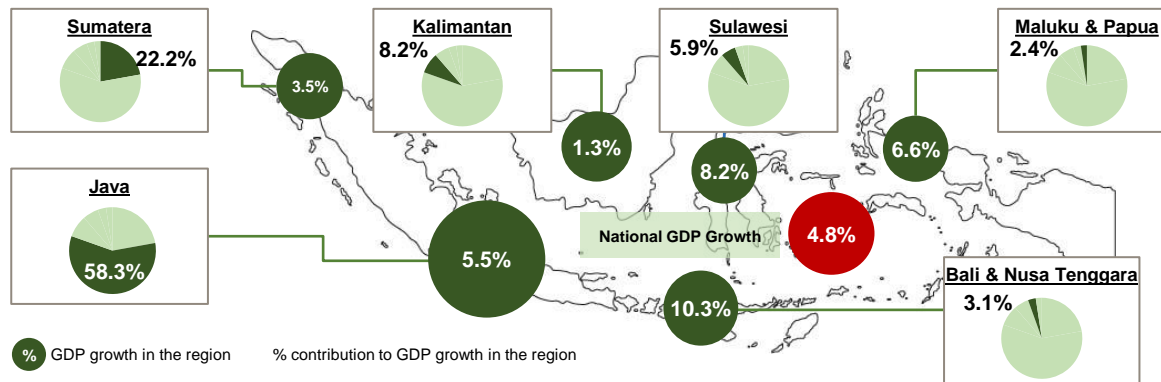 Sumatera
22.2%
3.5%
Kalimantan
8.2%
1.3%
Sulawesi
5.9%
8.2%
Maluku & Papua
2.4%
6.6%
Java
58.3%
5.5%
National GDP Growth
4.8%
Bali & Nusa Tenggara
3.1%
10.3%
% GDP growth in the region
% contribution to GDP growth in the region